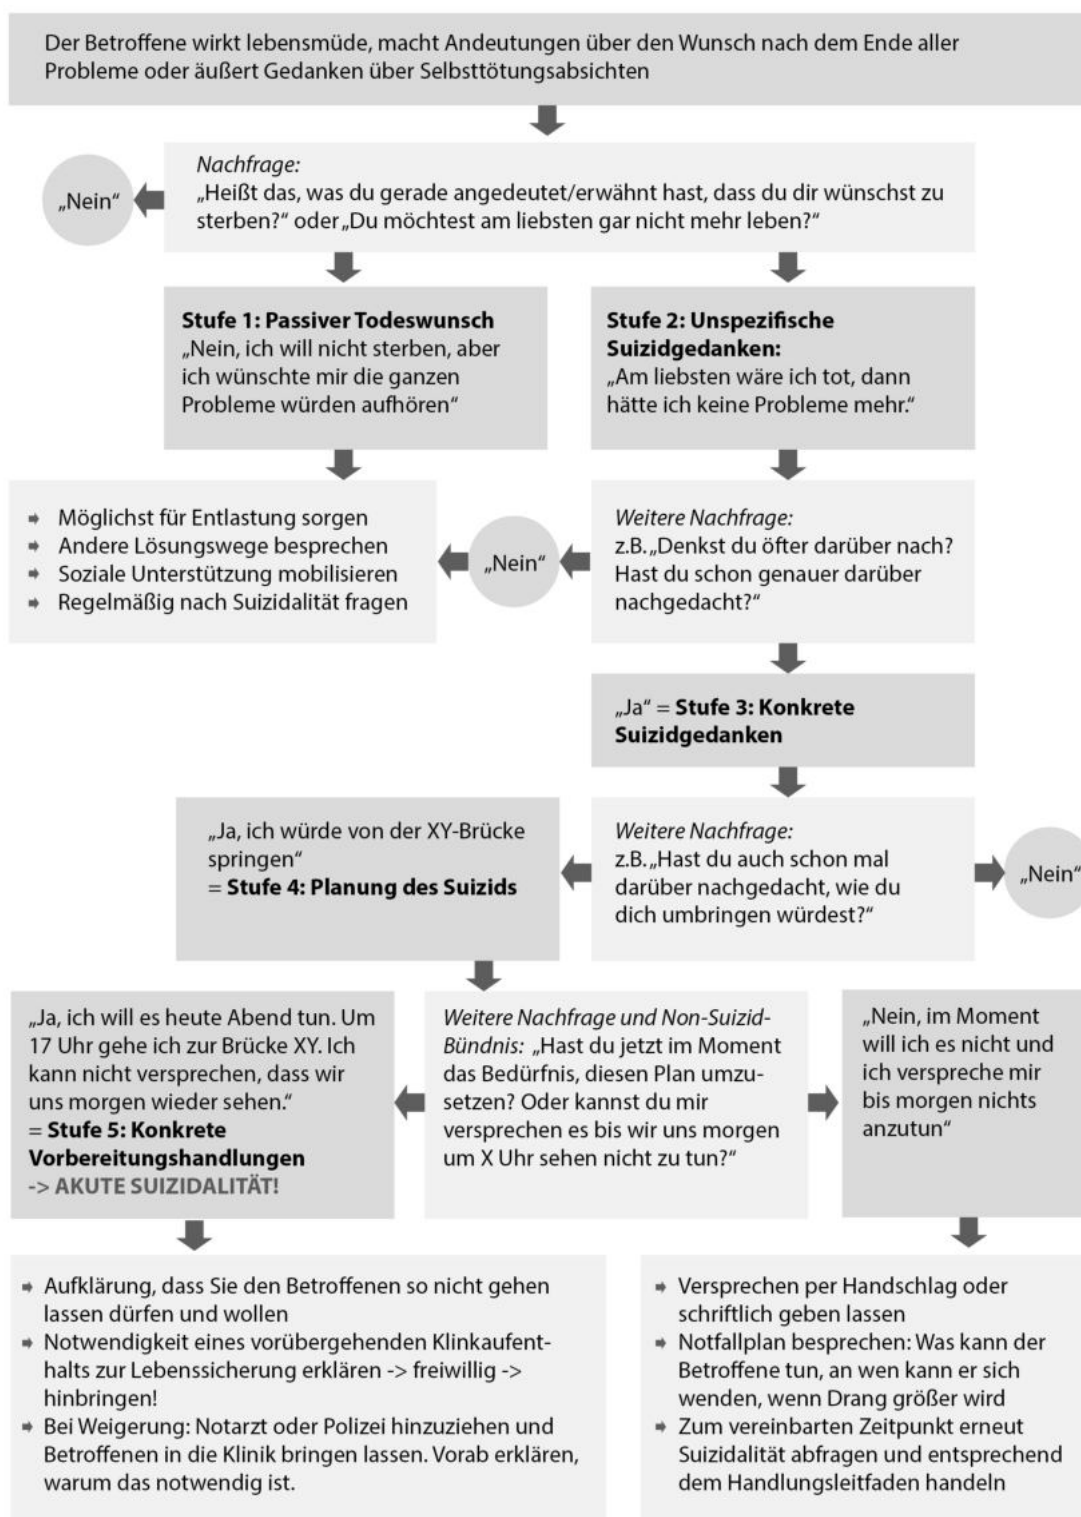 Der Betroffene wirkt lebensmüde, macht Andeutungen über den Wunsch nach dem Ende aller
Probleme oder äußert Gedanken über Selbsttötungsabsichten
„Nein“
Nachfrage:
„Heißt das, was du gerade angedeutet/erwähnt hast, dass du dir wünschst zu
sterben?“ oder „Du möchtest am liebsten gar nicht mehr leben?“
Stufe 1: Passiver Todeswunsch
„Nein, ich will nicht sterben, aber
ich wünschte mir die ganzen
Probleme würden aufhören“
Stufe 2: Unspezifische
Suizidgedanken:
„Am liebsten wäre ich tot, dann
hätte ich keine Probleme mehr.“
Möglichst für Entlastung sorgen
Andere Lösungswege besprechen
Soziale Unterstützung mobilisieren
Regelmäßig nach Suizidalität fragen
„Nein“
Weitere Nachfrage:
z.B. „Denkst du öfter darüber nach?
Hast du schon genauer darüber
nachgedacht?“
„Ja“ = Stufe 3: Konkrete
Suizidgedanken
„Ja, ich würde von der XY-Brücke
springen“
= Stufe 4: Planung des Suizids
Weitere Nachfrage:
z.B. „Hast du auch schon mal
darüber nachgedacht, wie du
dich umbringen würdest?“
„Nein“
„Ja, ich will es heute Abend tun. Um
17 Uhr gehe ich zur Brücke XY. Ich
kann nicht versprechen, dass wir
uns morgen wieder sehen.“
= Stufe 5: Konkrete
Vorbereitungshandlungen
-> AKUTE SUIZIDALITÄT!
Weitere Nachfrage und Non-Suizid-
Bündnis: „Hast du jetzt im Moment
das Bedürfnis, diesen Plan umzu-
setzen? Oder kannst du mir
versprechen es bis wir uns morgen
um X Uhr sehen nicht zu tun?“
„Nein, im Moment
will ich es nicht und
ich verspreche mir
bis morgen nichts
anzutun“
Aufklärung, dass Sie den Betroffenen so nicht gehen
lassen dürfen und wollen
Notwendigkeit eines vorübergehenden Klinkaufent-
halts zur Lebenssicherung erklären -> freiwillig ->
hinbringen!
Bei Weigerung: Notarzt oder Polizei hinzuziehen und
Betroffenen in die Klinik bringen lassen. Vorab erklären,
warum das notwendig ist.
Versprechen per Handschlag oder
schriftlich geben lassen
Notfallplan besprechen: Was kann der
Betroffene tun, an wen kann er sich
wenden, wenn Drang größer wird
Zum vereinbarten Zeitpunkt erneut
Suizidalität abfragen und entsprechend
dem Handlungsleitfaden handeln